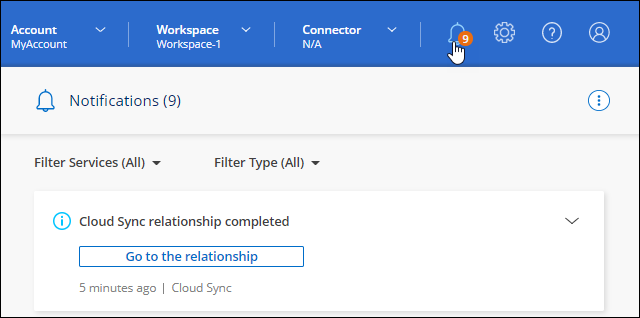 Account Workspace Connector
MyAccount Workspace-1 N/A
9
Notifications (9)
Filter Services (All) Filter Type (All)
Cloud Sync relationship completed
Go to the relationship
5 minutes ago | Cloud Sync